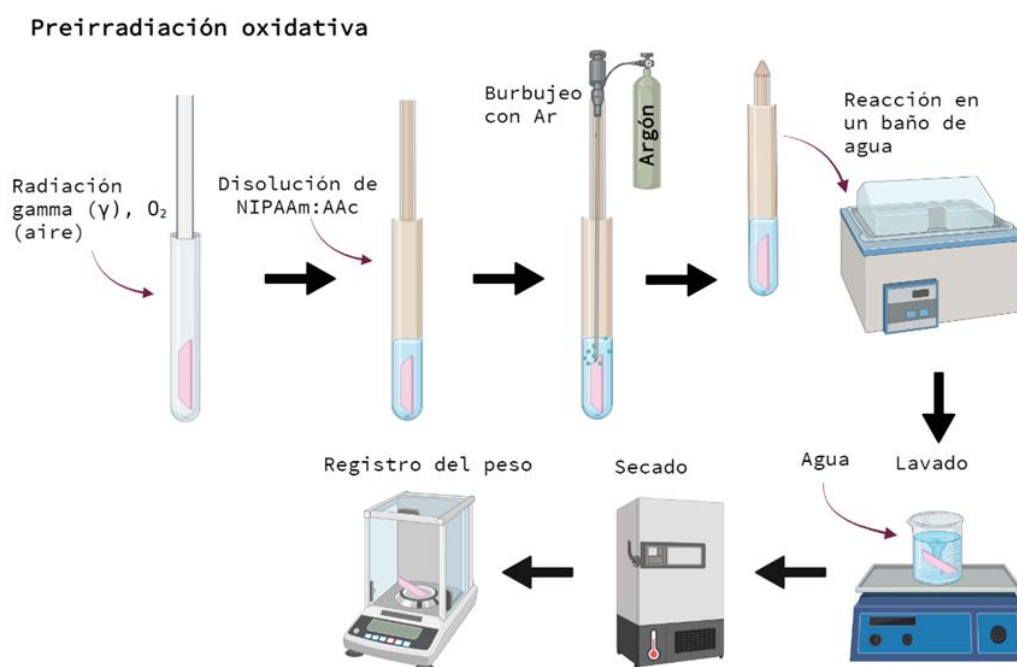 Preirradiación oxidativa
Radiación
gamma (γ), O₂
(aire)
Disolución de
NIPAAm:AAc
Burbujeo
con Ar
Argón
Reacción en
un baño de
agua
Agua
Lavado
Secado
Registro del peso